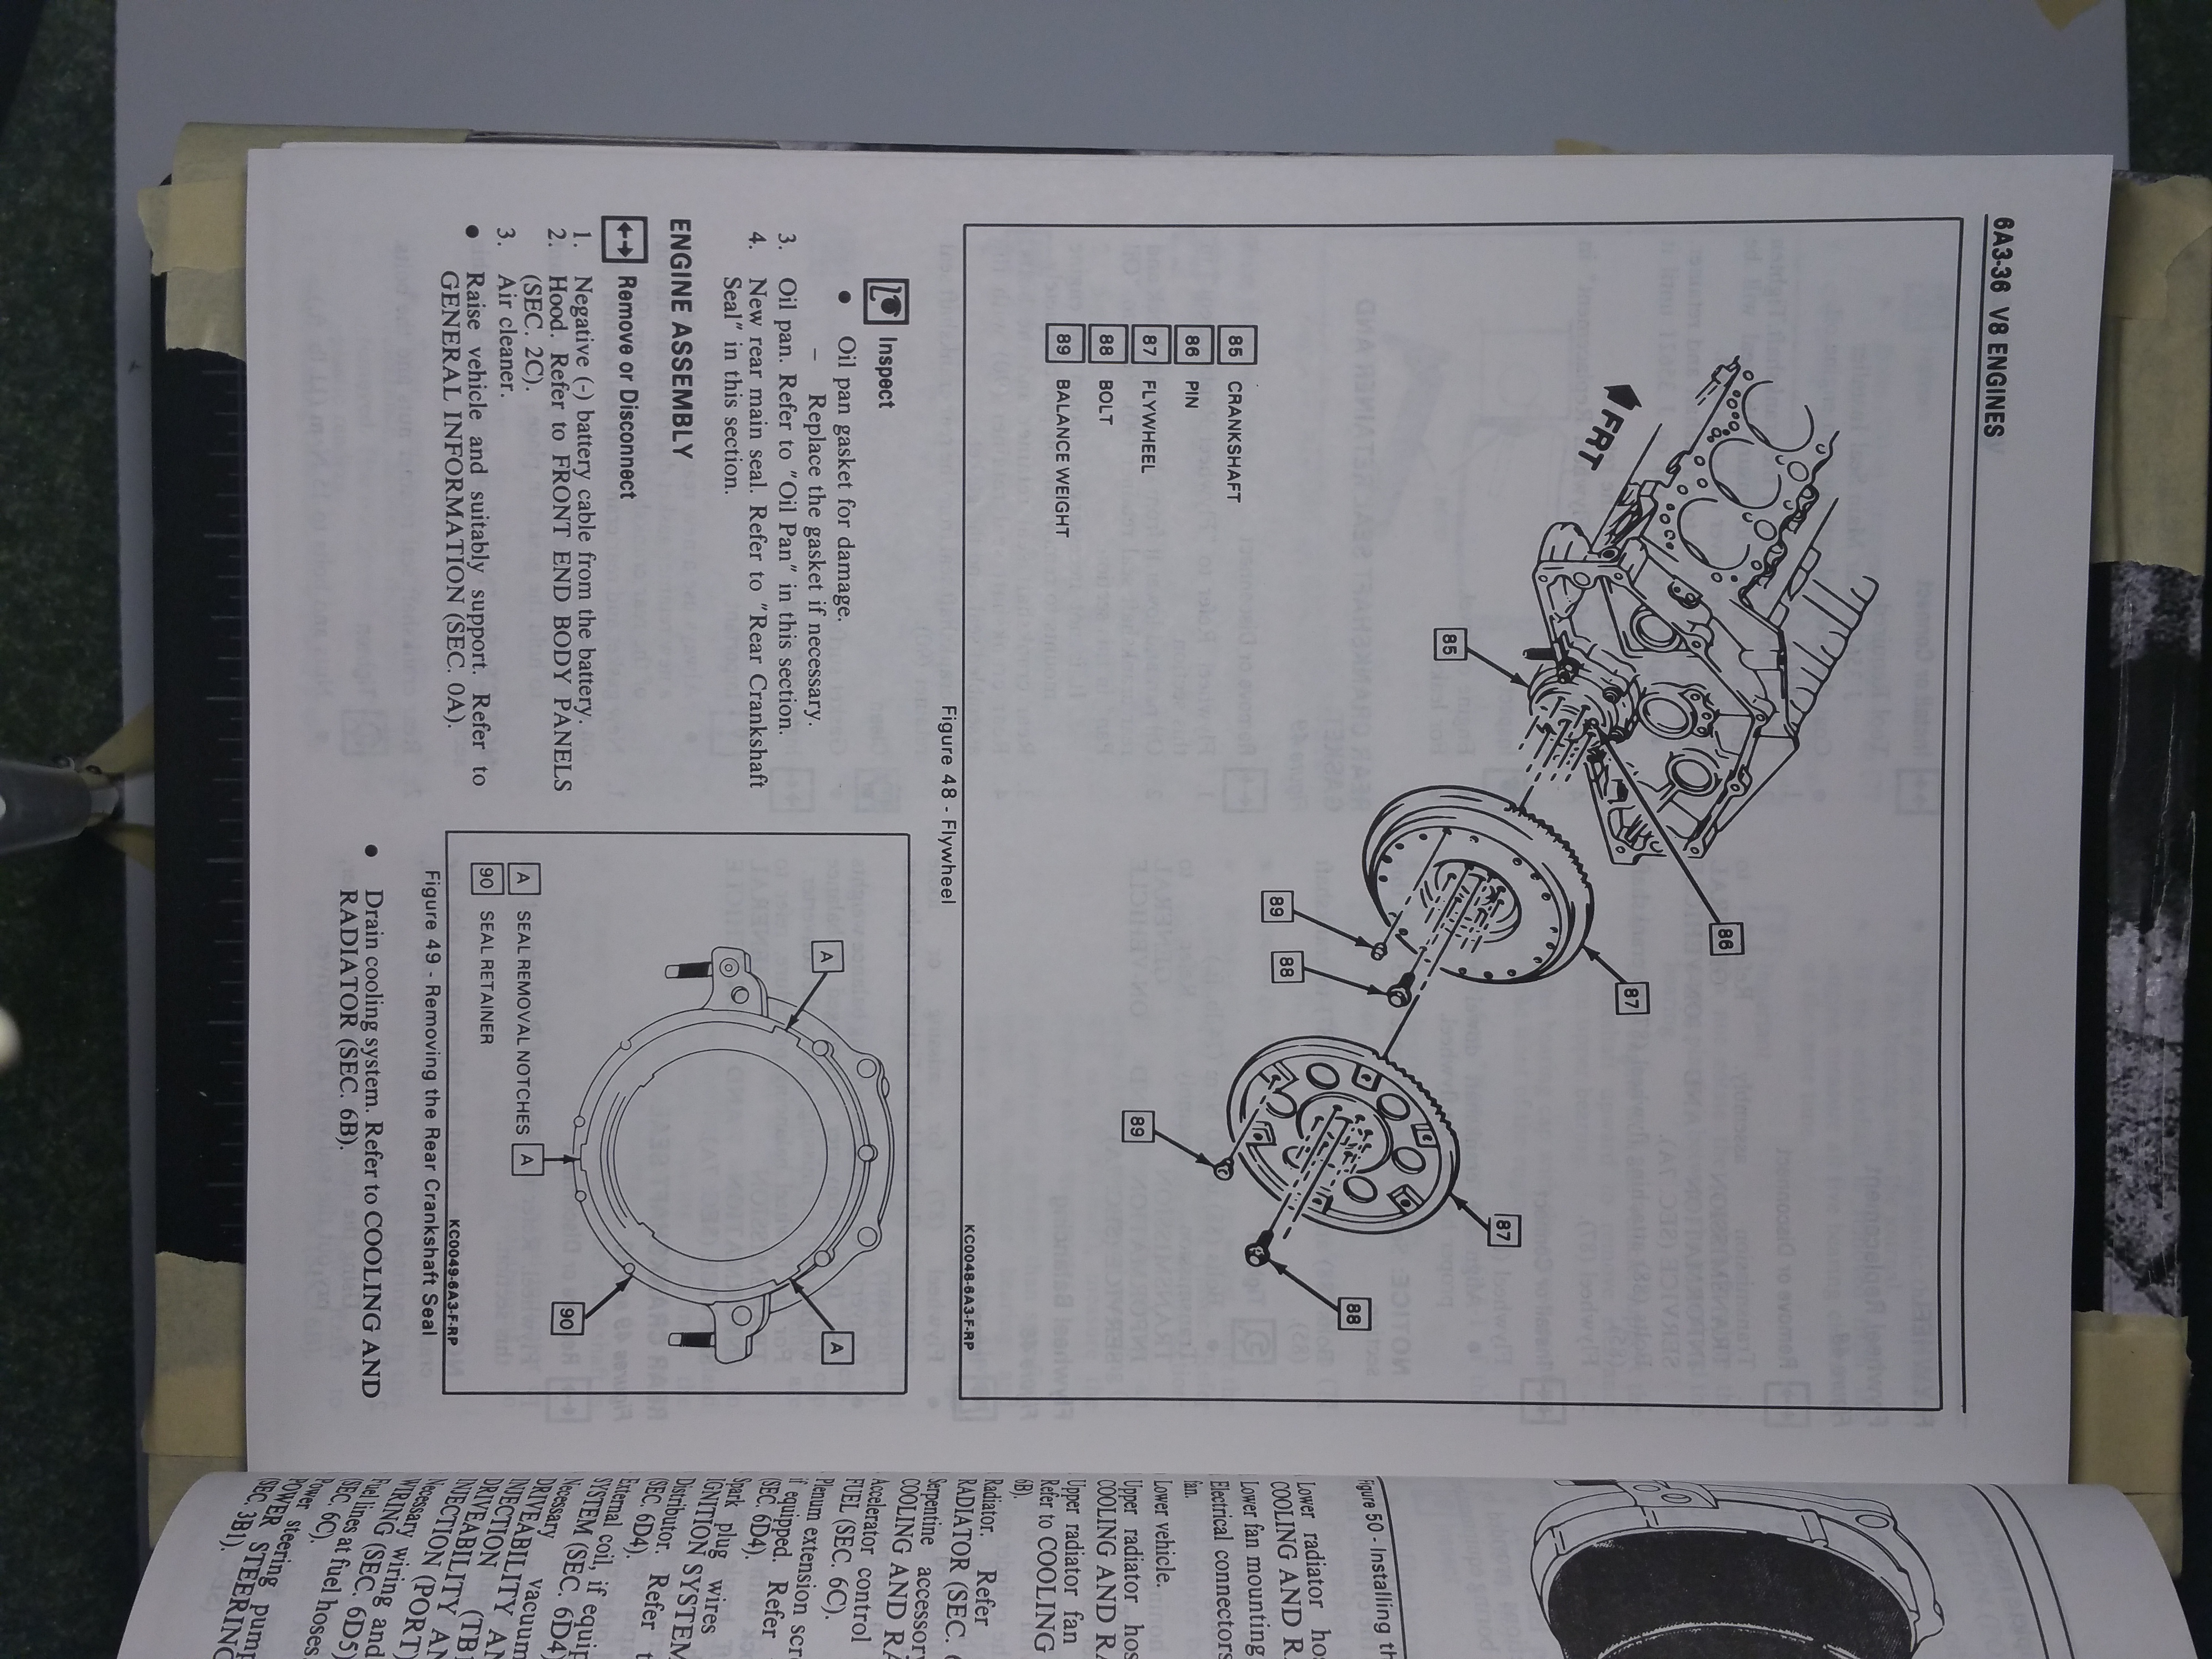 6A3-36 V8 ENGINES
FRT
85
86
87
89
88
87
89
88
85 CRANKSHAFT
86 PIN
87 FLYWHEEL
88 BOLT
89 BALANCE WEIGHT
KC0048-6A3-F-RP
Figure 48 - Flywheel
Inspect
• Oil pan gasket for damage.
– Replace the gasket if necessary.
3. Oil pan. Refer to "Oil Pan" in this section.
4. New rear main seal. Refer to "Rear Crankshaft
Seal" in this section.
ENGINE ASSEMBLY
Remove or Disconnect
1. Negative (-) battery cable from the battery.
2. Hood. Refer to FRONT END BODY PANELS
(SEC. 2C).
3. Air cleaner.
• Raise vehicle and suitably support. Refer to
GENERAL INFORMATION (SEC. 0A).
A
A
A
90
A SEAL REMOVAL NOTCHES
90 SEAL RETAINER
KC0049-6A3-F-RP
Figure 49 - Removing the Rear Crankshaft Seal
• Drain cooling system. Refer to COOLING AND
RADIATOR (SEC. 6B).
Figure 50 - Installing th
Lower radiator hos
COOLING AND R
Lower fan mounting
Electrical connectors
fan.
Lower vehicle.
Upper radiator hos
COOLING AND RA
Upper radiator fan
Refer to COOLING
6B).
Radiator. Refer
RADIATOR (SEC. 6
Serpentine accessory
COOLING AND RA
Accelerator control
FUEL (SEC. 6C).
Plenum extension scr
if equipped. Refer
(SEC. 6D4).
Spark plug wires
IGNITION SYSTEM
Distributor. Refer t
(SEC. 6D4).
External coil, if equip
SYSTEM (SEC. 6D4)
Necessary vacuum
DRIVEABILITY AN
INJECTION (TBI
DRIVEABILITY AN
INJECTION (PORT)
Necessary wiring and
WIRING (SEC. 6D5)
Fuel lines at fuel hoses
(SEC. 6C).
Power steering pump
POWER STEERING
(SEC. 3B1).